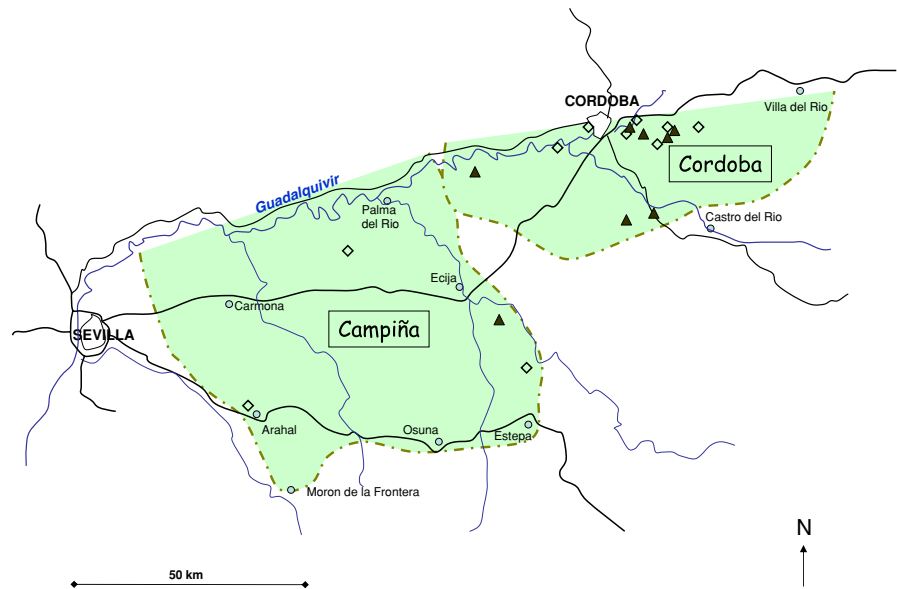 CORDOBA
Villa del Rio
Cordoba
Guadalquivir
Palma
del Rio
Castro del Rio
Ecija
Carmona
Campiña
SEVILLA
Arahal
Osuna
Estepa
Moron de la Frontera
N
50 km